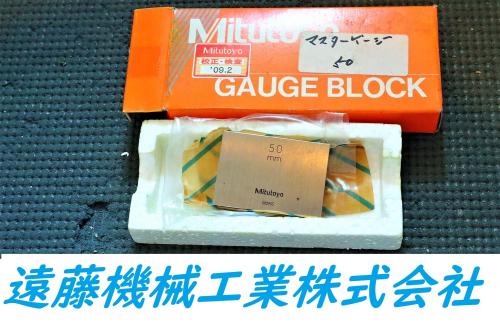 Mitutoyo
マスターゲージ
50
Mitutoyo
校正・検査
'09.2
GAUGE BLOCK
50
mm
Mitutoyo
遠藤機械工業株式会社